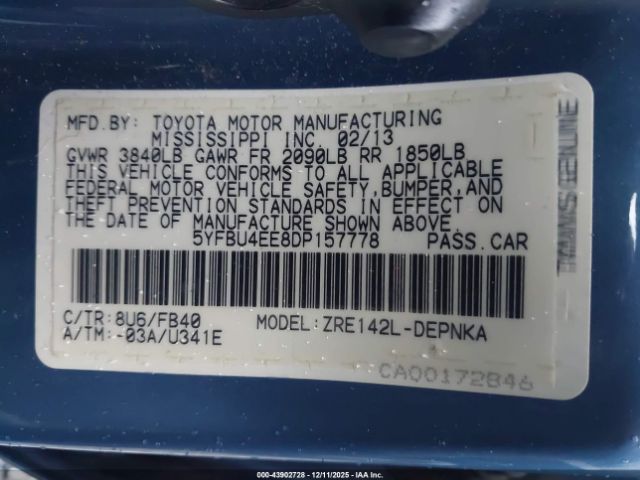 MFD.BY: TOYOTA MOTOR MANUFACTURING
MISSISSIPPI INC. 02/13
GVWR 3840LB GAWR FR 2090LB RR 1850LB
THIS VEHICLE CONFORMS TO ALL APPLICABLE
FEDERAL MOTOR VEHICLE SAFETY,BUMPER,AND
THEFT PREVENTION STANDARDS IN EFFECT ON
THE DATE OF MANUFACTURE SHOWN ABOVE.
5YFBU4EE8DP157778 PASS.CAR
C/TR:8U6/FB40 MODEL:ZRE142L-DEPNKA
A/TM:-03A/U341E
CA00172846
GENUINE
000-43902728 - 12/11/2025 - IAA Inc.